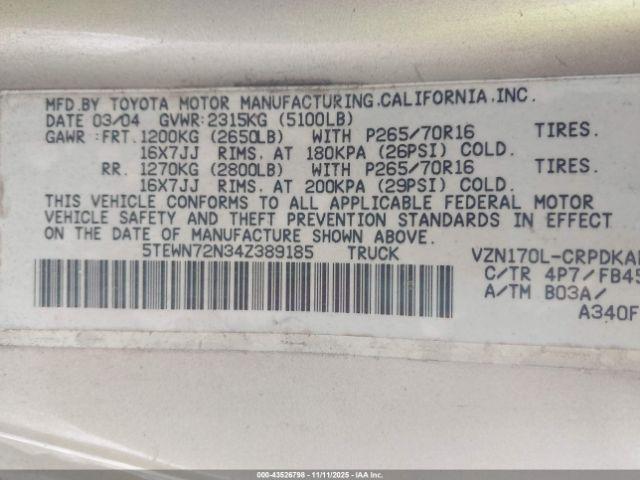 MFD.BY TOYOTA MOTOR MANUFACTURING.CALIFORNIA.INC.
DATE 03/04 GVWR:2315KG (5100LB)
GAWR :FRT.1200KG (2650LB) WITH P265/70R16 TIRES.
16X7JJ RIMS. AT 180KPA (26PSI) COLD.
RR. 1270KG (2800LB) WITH P265/70R16 TIRES.
16X7JJ RIMS. AT 200KPA (29PSI) COLD.
THIS VEHICLE CONFORMS TO ALL APPLICABLE FEDERAL MOTOR
VEHICLE SAFETY AND THEFT PREVENTION STANDARDS IN EFFECT
ON THE DATE OF MANUFACTURE SHOWN ABOVE.
5TEWN72N34Z389185 TRUCK VZN170L-CRPDKA
C/TR 4P7/FB45
A/TM B03A/
A340F
000-43526798 - 11/11/2025 - IAA Inc.